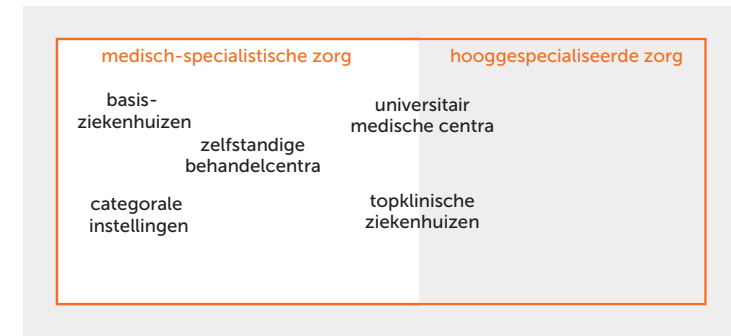 medisch-specialistische zorg
hooggespecialiseerde zorg
basis-
ziekenhuizen
universitair
medische centra
zelfstandige
behandelcentra
categorale
instellingen
topklinische
ziekenhuizen